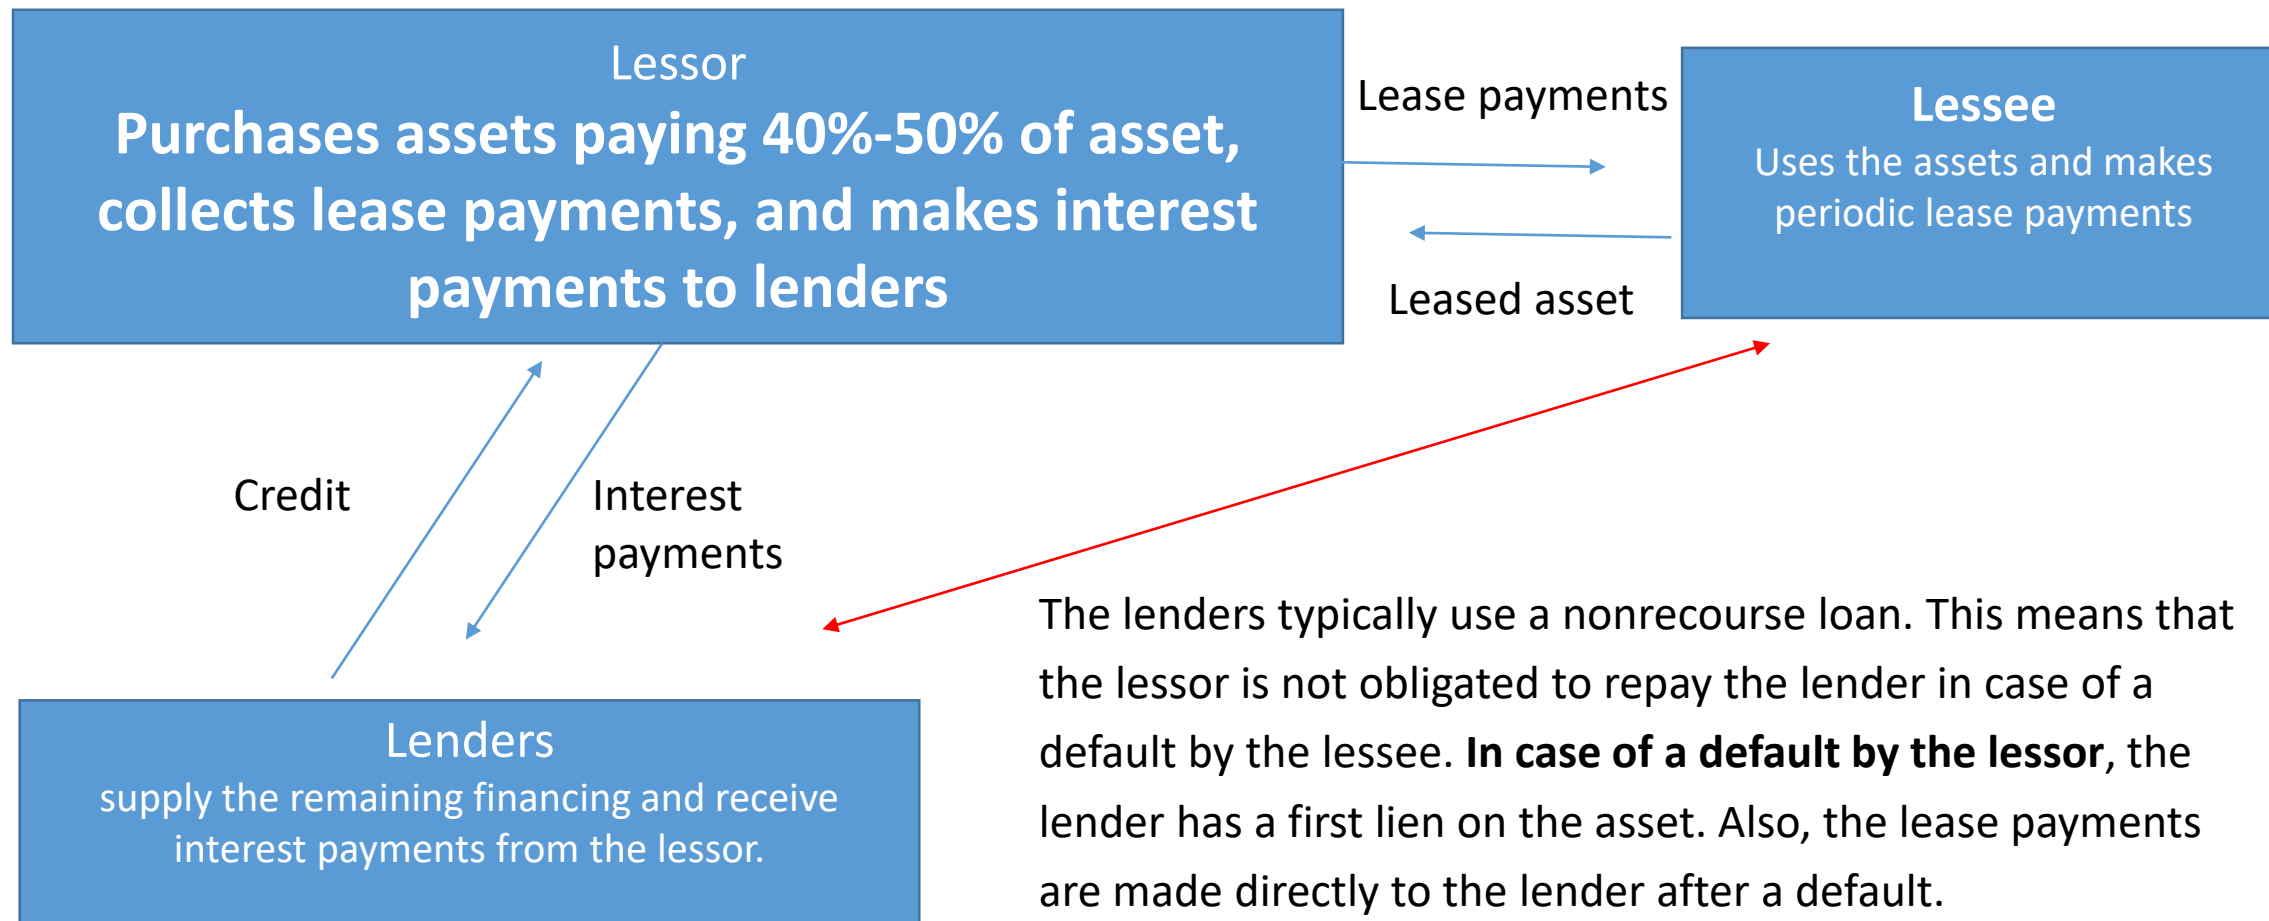 Lessor
Purchases assets paying 40%-50% of asset,
collects lease payments, and makes interest
payments to lenders
Lease payments
Leased asset
Lessee
Uses the assets and makes
periodic lease payments
Credit
Interest
payments
Lenders
supply the remaining financing and receive
interest payments from the lessor.
The lenders typically use a nonrecourse loan. This means that
the lessor is not obligated to repay the lender in case of a
default by the lessee. In case of a default by the lessor, the
lender has a first lien on the asset. Also, the lease payments
are made directly to the lender after a default.